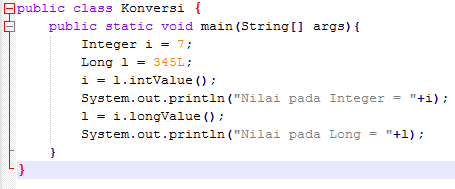 public class Konversi {
public static void main(String[] args){
Integer i = 7;
Long l = 345L;
i = l.intValue();
System.out.println("Nilai pada Integer = "+i);
l = i.longValue();
System.out.println("Nilai pada Long = "+l);
}
}